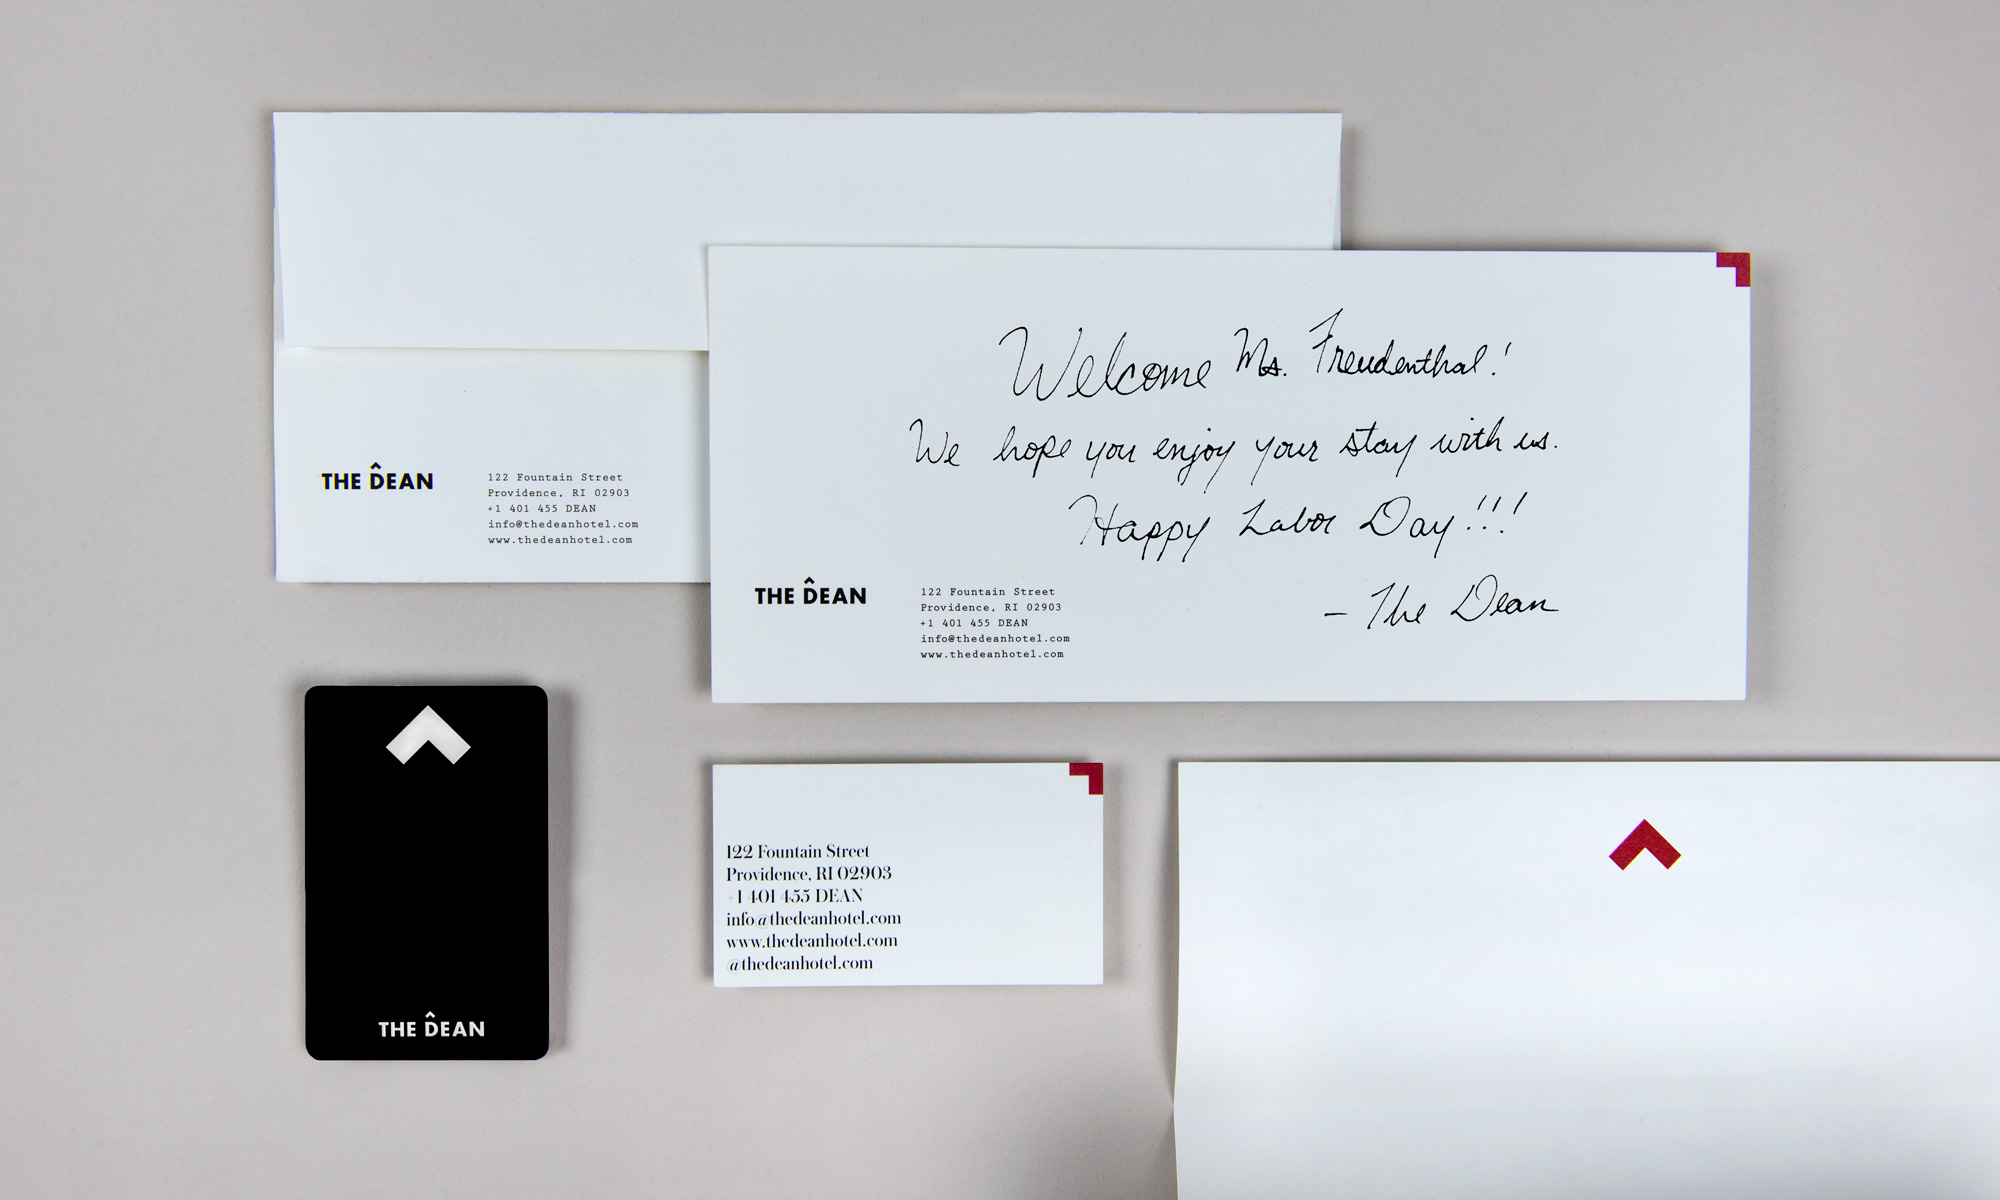 THE DEAN
122 Fountain Street
Providence, RI 02903
+1 401 455 DEAN
info@thedeanhotel.com
www.thedeanhotel.com
Welcome Ms. Freudenthal!
We hope you enjoy your stay with us.
Happy Labor Day!!!
- The Dean
THE DEAN
122 Fountain Street
Providence, RI 02903
+1 401 455 DEAN
info@thedeanhotel.com
www.thedeanhotel.com
THE DEAN
122 Fountain Street
Providence, RI 02903
+1 401 455 DEAN
info@thedeanhotel.com
www.thedeanhotel.com
@thedeanhotel.com